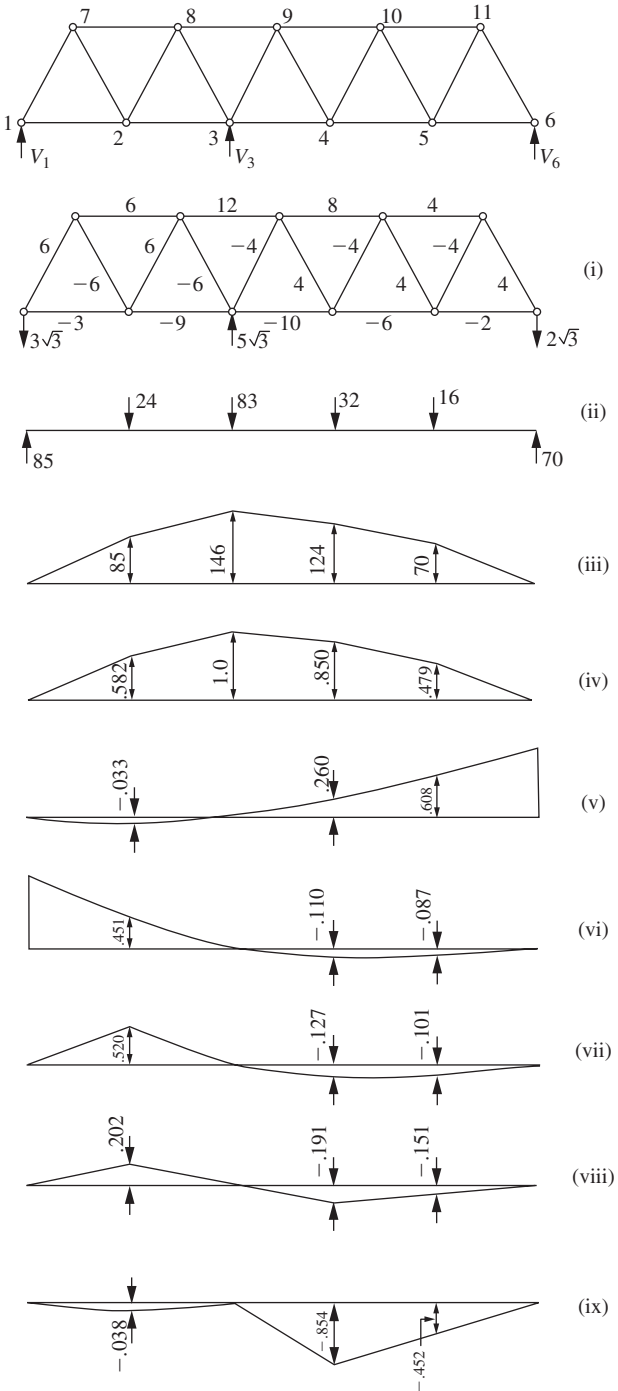 7 8 9 10 11
1 2 3 4 5 6
V₁ V₃ V₆
6 12 8 4
6 6 −4 −4 −4
−6 −6 4 4 4
(i)
−3 −9 −10 −6 −2
3√3 5√3 2√3
24 83 32 16 (ii)
85 70
85 146 124 70 (iii)
.582 1.0 .850 .479 (iv)
−.033 .260 .608 (v)
.451 −.110 −.087 (vi)
.520 −.127 −.101 (vii)
.202 −.191 −.151 (viii)
−.038 −.854 −.452 (ix)